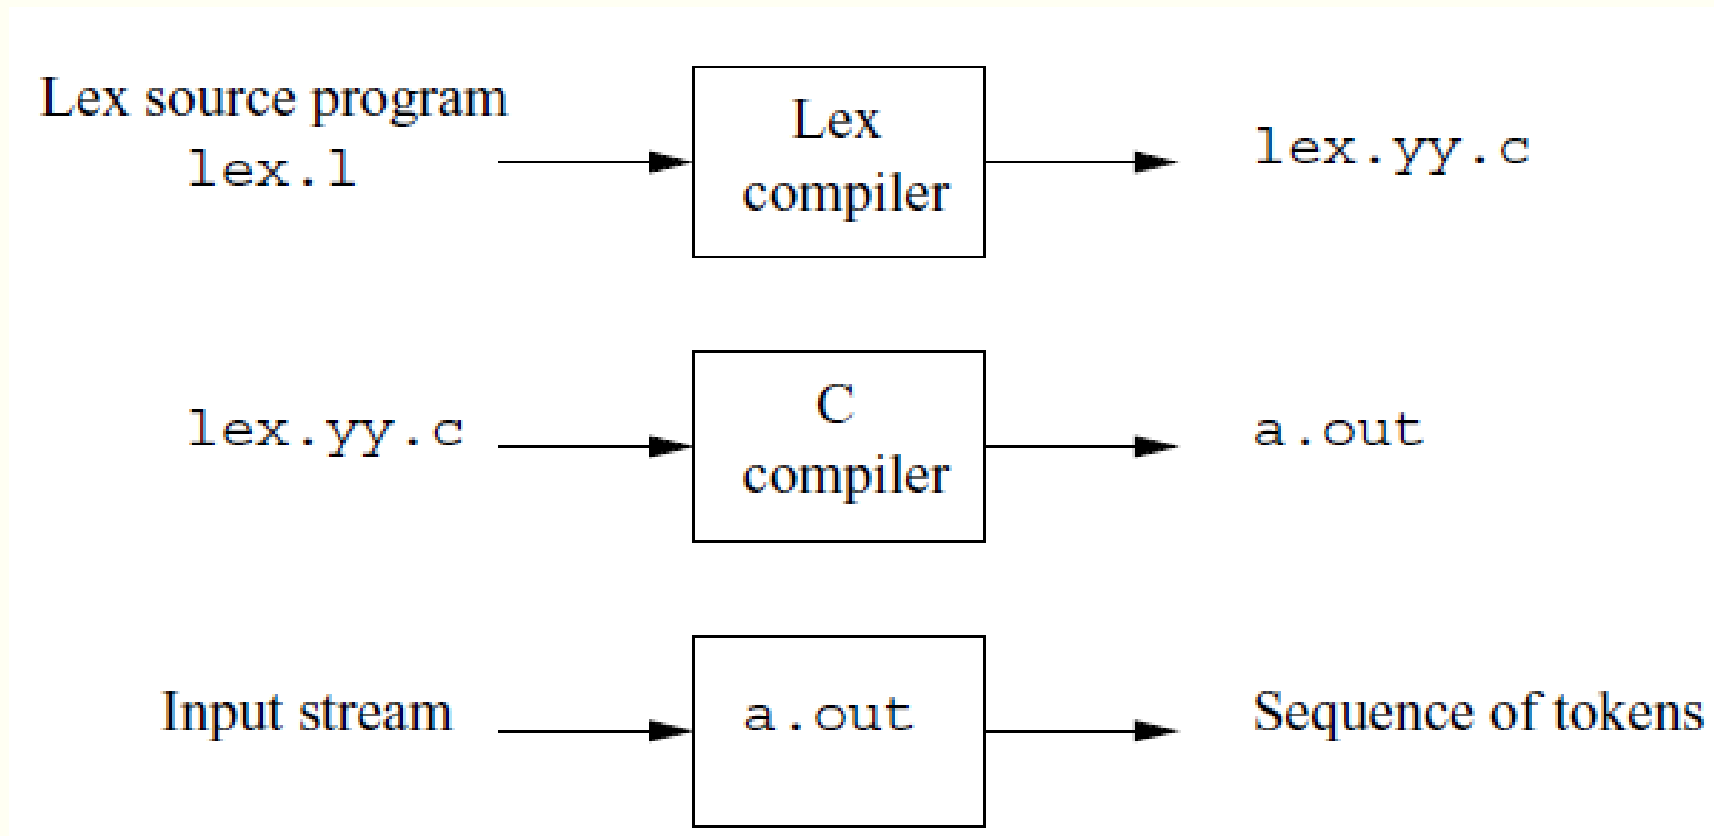 Lex source program
lex.l
Lex
compiler
lex.yy.c
lex.yy.c
C
compiler
a.out
Input stream
a.out
Sequence of tokens